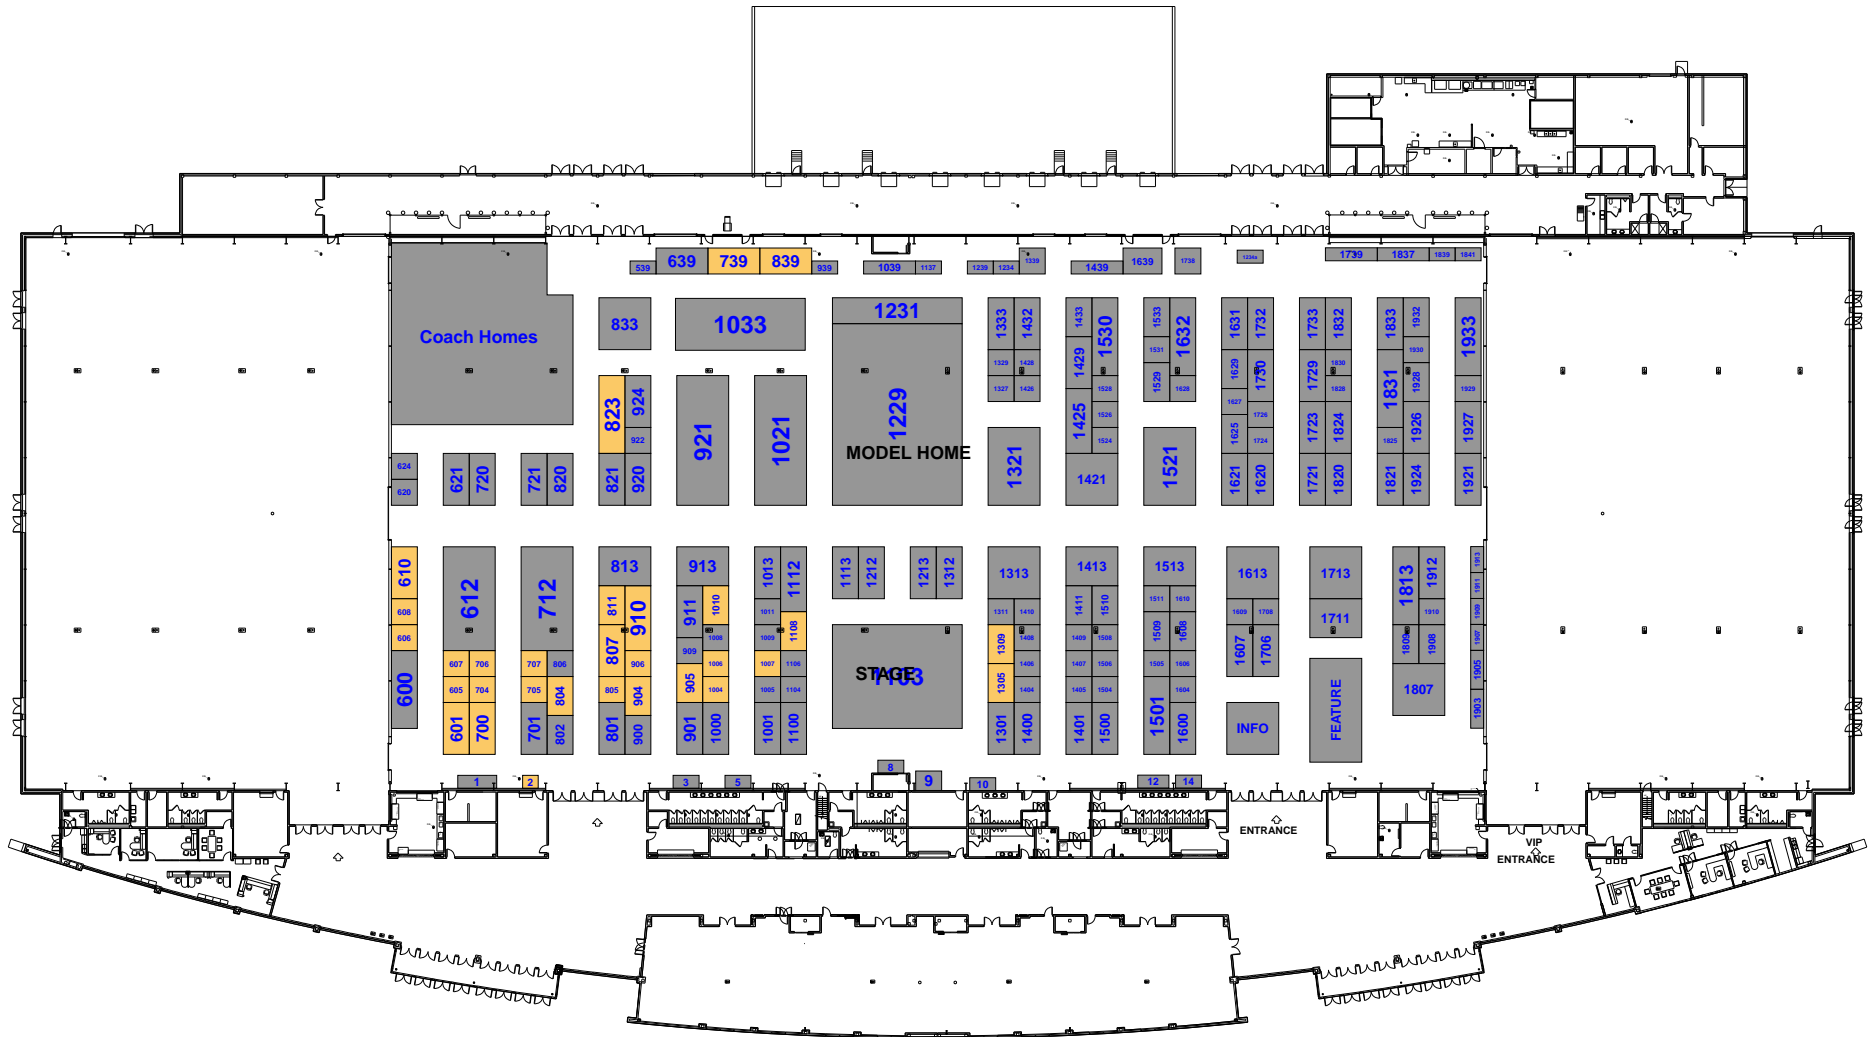 639 739 839
539 939 1039 1137 1239 1234 1339 1439 1639 1738 1234a 1739 1837 1839 1841
Coach Homes
833 1033 1231 1333 1432 1433 1530 1533 1632 1631 1732 1733 1832 1833 1932 1933
1329 1428 1429 1531 1629 1730 1729 1830 1831 1930
1327 1426 1528 1529 1628 1828 1928 1929
823 924 921 1021 1229 1425 1526 1627 1726 1723 1824 1926 1927
922 1524 1625 1724 1825
MODEL HOME
624 621 720 721 820 821 920 1321 1421 1521 1621 1620 1721 1820 1821 1924 1921
620
610 612 712 813 913 1013 1112 1113 1212 1213 1312 1313 1413 1513 1613 1713 1813 1912 1913
608 811 910 911 1010 1011 1311 1410 1411 1510 1511 1610 1609 1708 1711 1910 1911 1909
606 807 1008 1009 1108 1309 1408 1409 1508 1509 1608 1607 1706 1809 1908 1907
909
607 706 707 806 906 1006 1007 1106 1406 1407 1506 1505 1606 1905
STAGE
1103
600 605 704 705 804 805 904 905 1004 1005 1104 1305 1404 1405 1504 1604 1807
601 700 701 802 801 900 901 1000 1001 1100 1301 1400 1401 1500 1501 1600 INFO FEATURE 1903
1 2 3 5 8 9 10 12 14
ENTRANCE
VIP
ENTRANCE